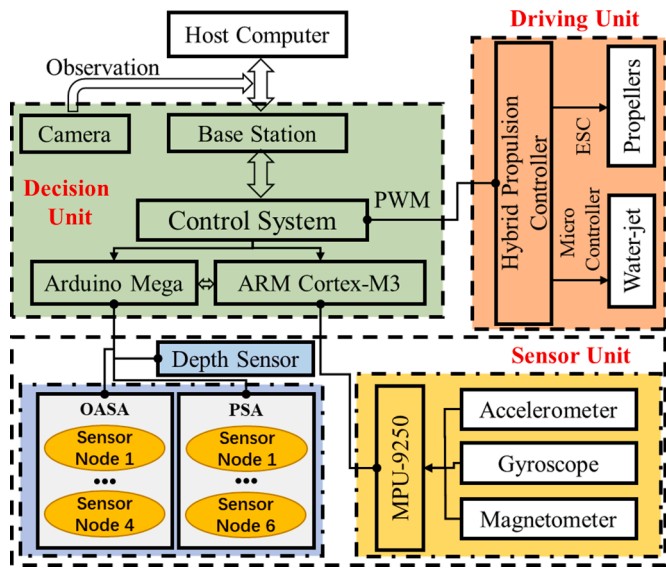 Host Computer
Driving Unit
Observation
Camera
Base Station
Decision
Unit
PWM
Control System
Arduino Mega
ARM Cortex-M3
Hybrid Propulsion
Controller
ESC
Propellers
Micro
Controller
Water-jet
Depth Sensor
Sensor Unit
OASA
Sensor
Node 1
•••
Sensor
Node 4
PSA
Sensor
Node 1
•••
Sensor
Node 6
MPU-9250
Accelerometer
Gyroscope
Magnetometer